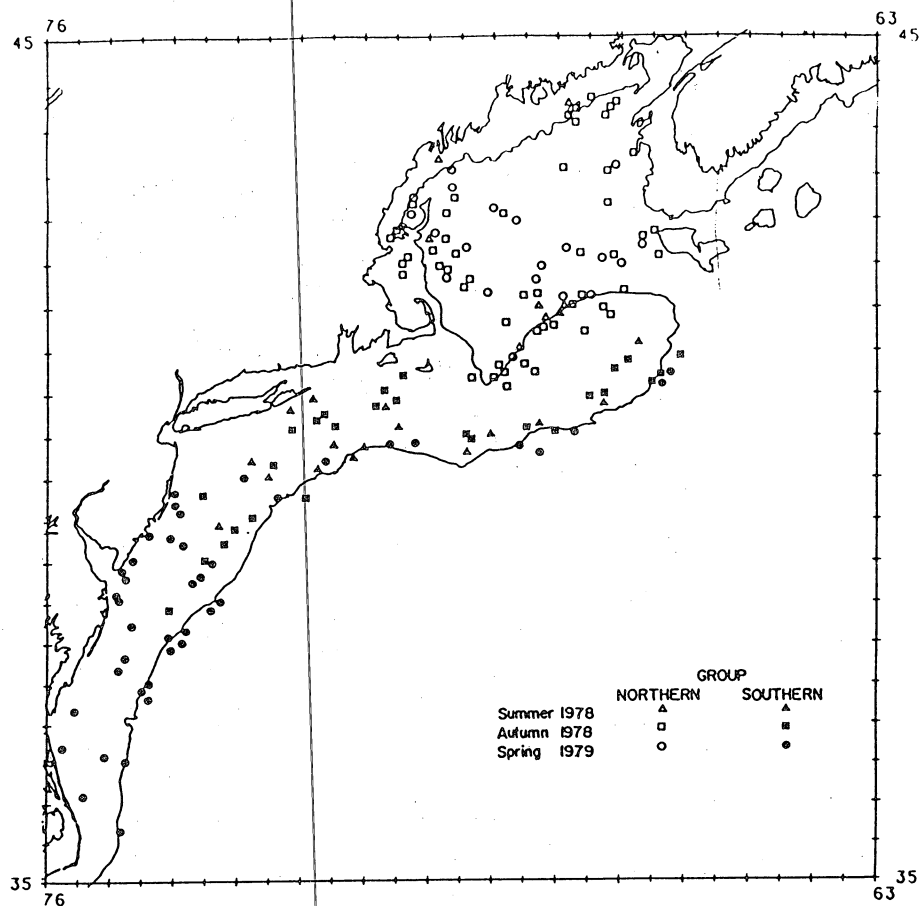 76 63
45 45
GROUP
NORTHERN SOUTHERN
Summer 1978
Autumn 1978
Spring 1979
35 35
76 63